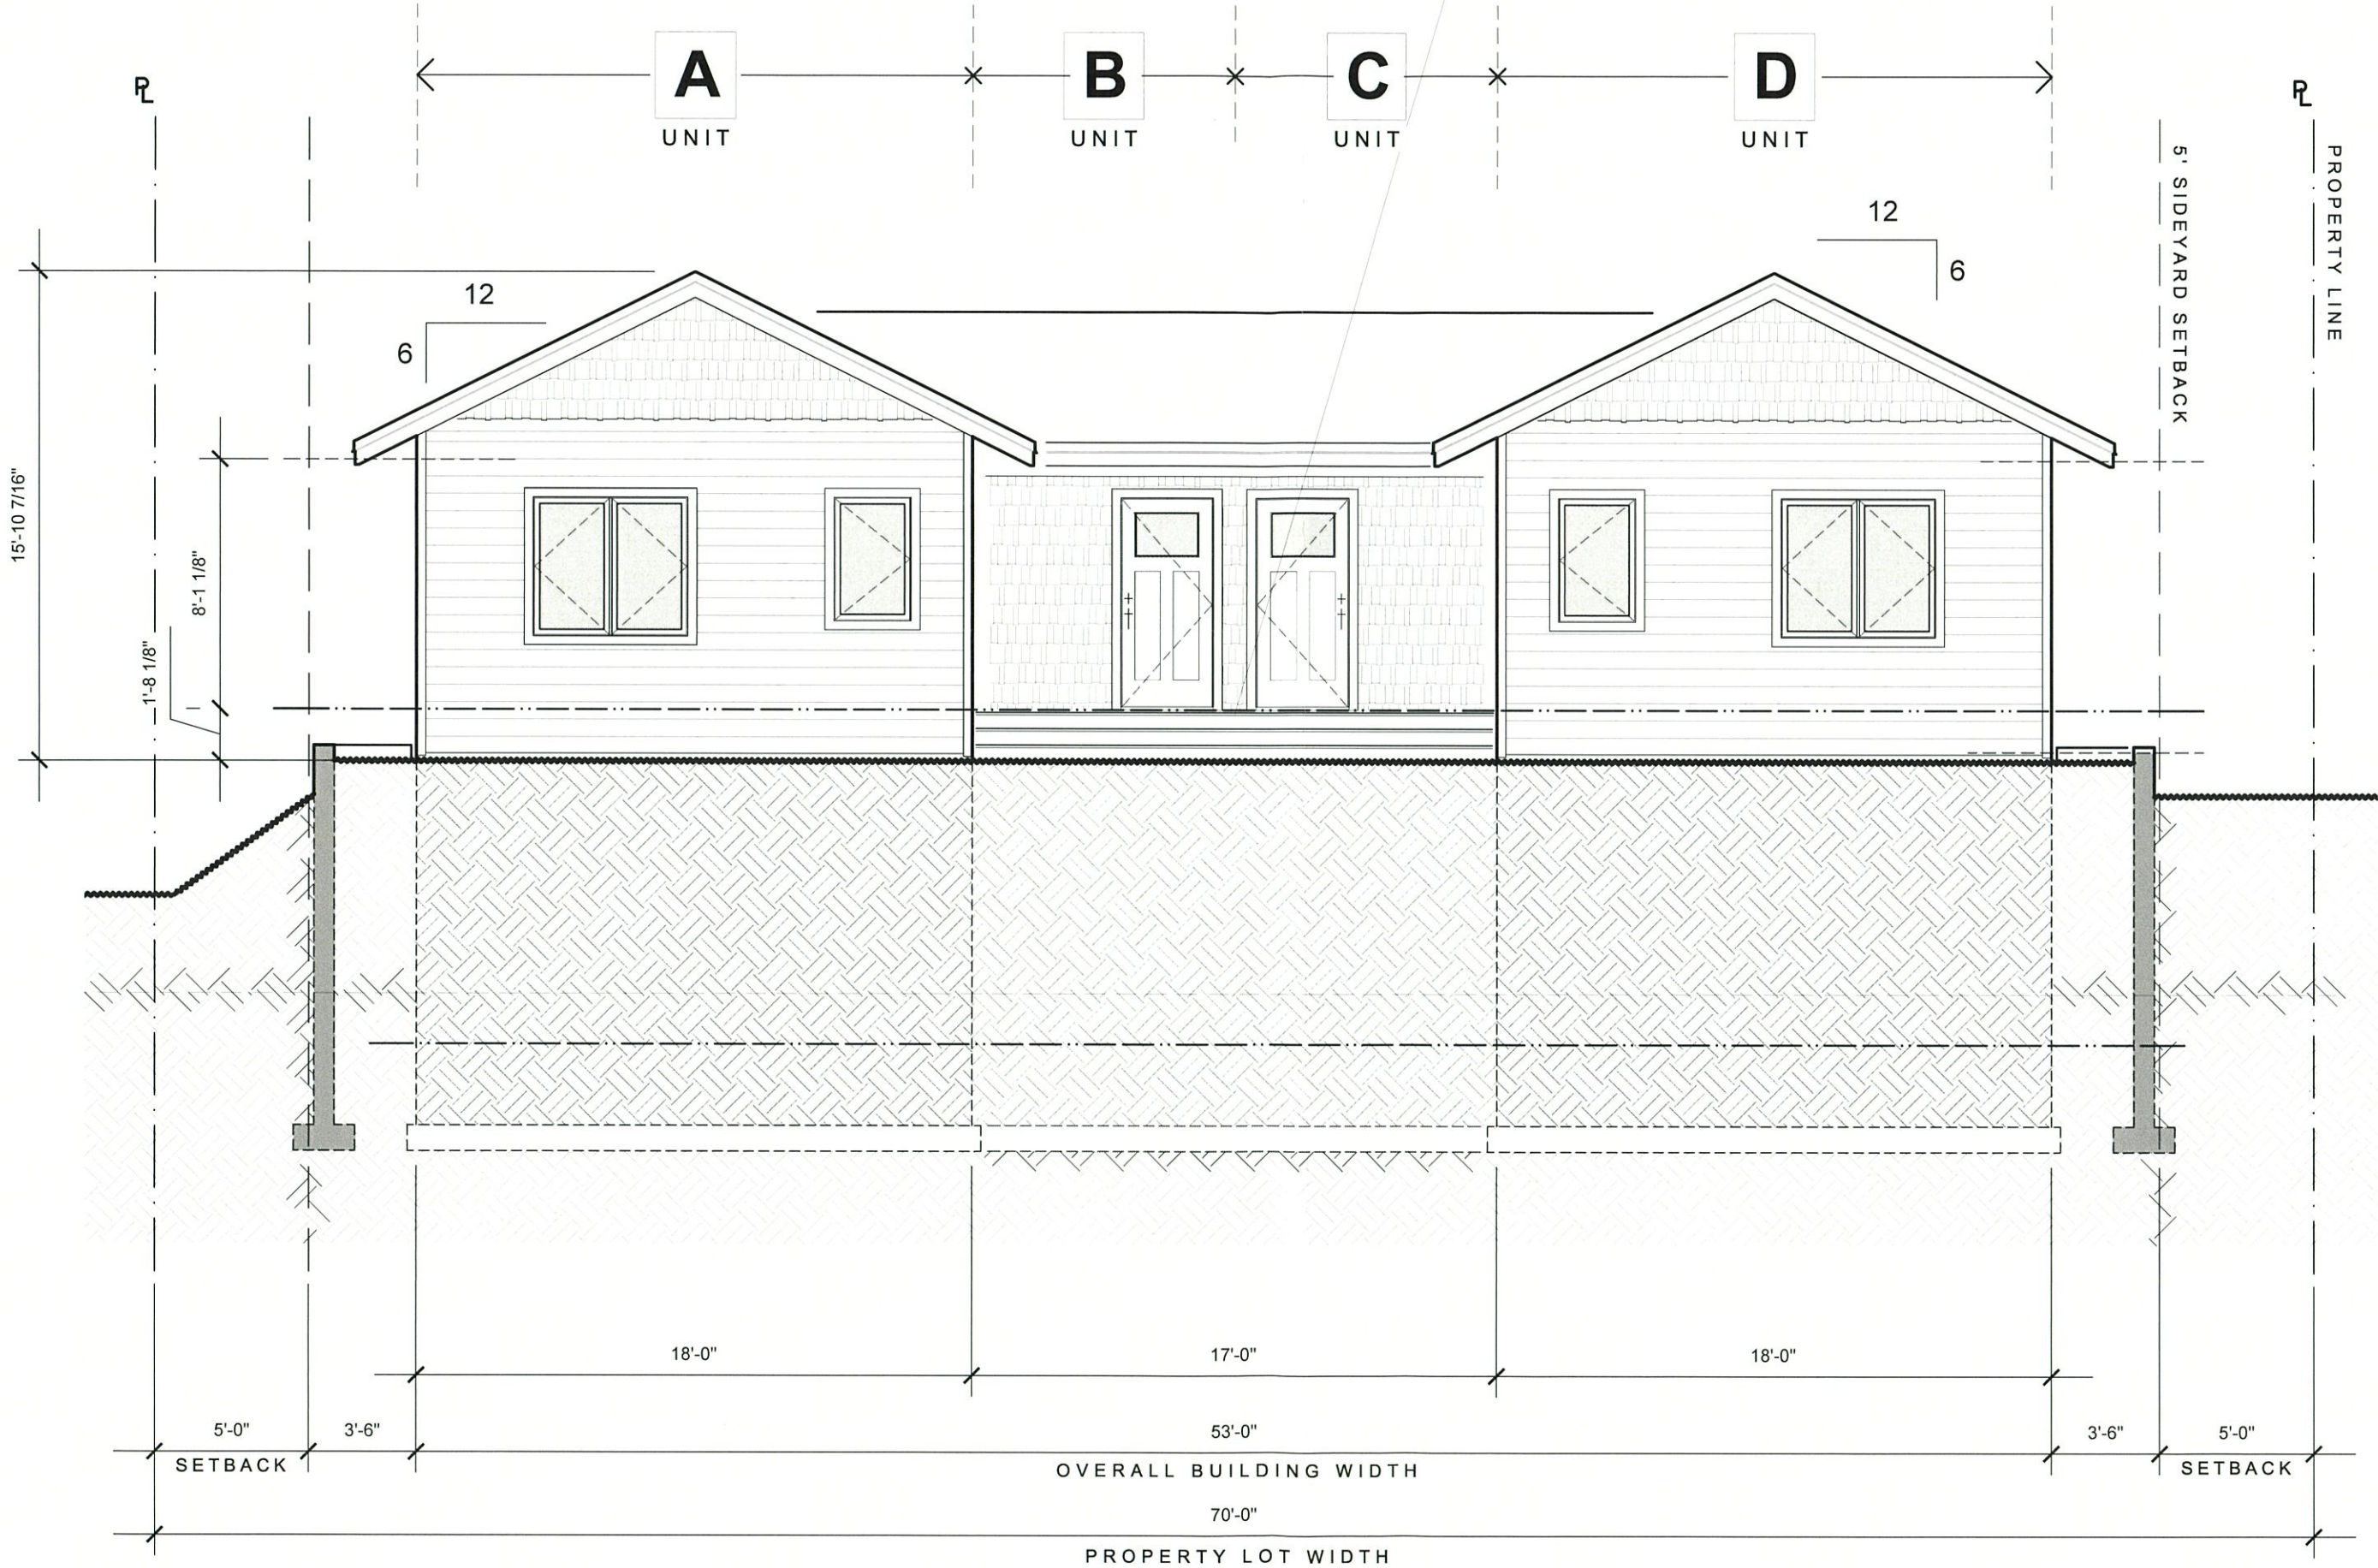 A
B
C
D
UNIT
UNIT
UNIT
UNIT
PL
PL
5' SIDEYARD SETBACK
PROPERTY LINE
12
6
12
6
15'-10 7/16"
8'-1 1/8"
1'-8 1/8"
18'-0"
17'-0"
18'-0"
5'-0"
3'-6"
53'-0"
3'-6"
5'-0"
SETBACK
OVERALL BUILDING WIDTH
SETBACK
70'-0"
PROPERTY LOT WIDTH